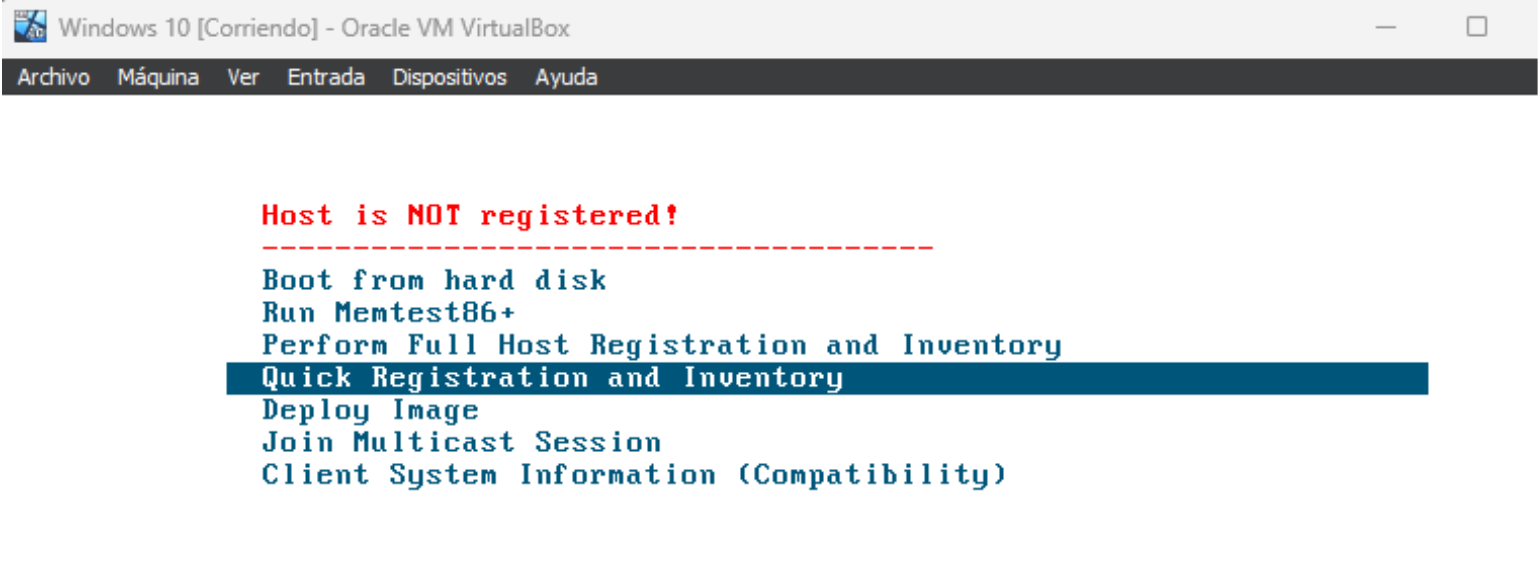 Windows 10 [Corriendo] - Oracle VM VirtualBox
Archivo Máquina Ver Entrada Dispositivos Ayuda
Host is NOT registered!
-------------------------------------
Boot from hard disk
Run Memtest86+
Perform Full Host Registration and Inventory
Quick Registration and Inventory
Deploy Image
Join Multicast Session
Client System Information (Compatibility)